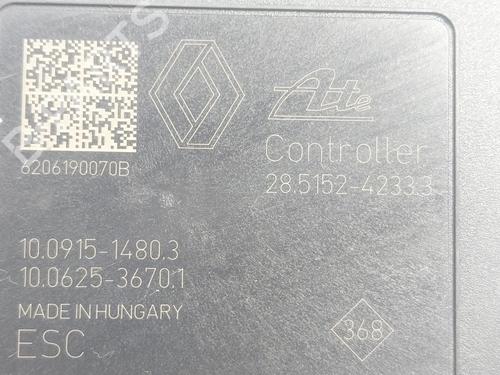 Ate
Controller
6206190070B
28.5152-4233.3
10.0915-1480.3
10.0625-3670.1
MADE IN HUNGARY
ESC
368